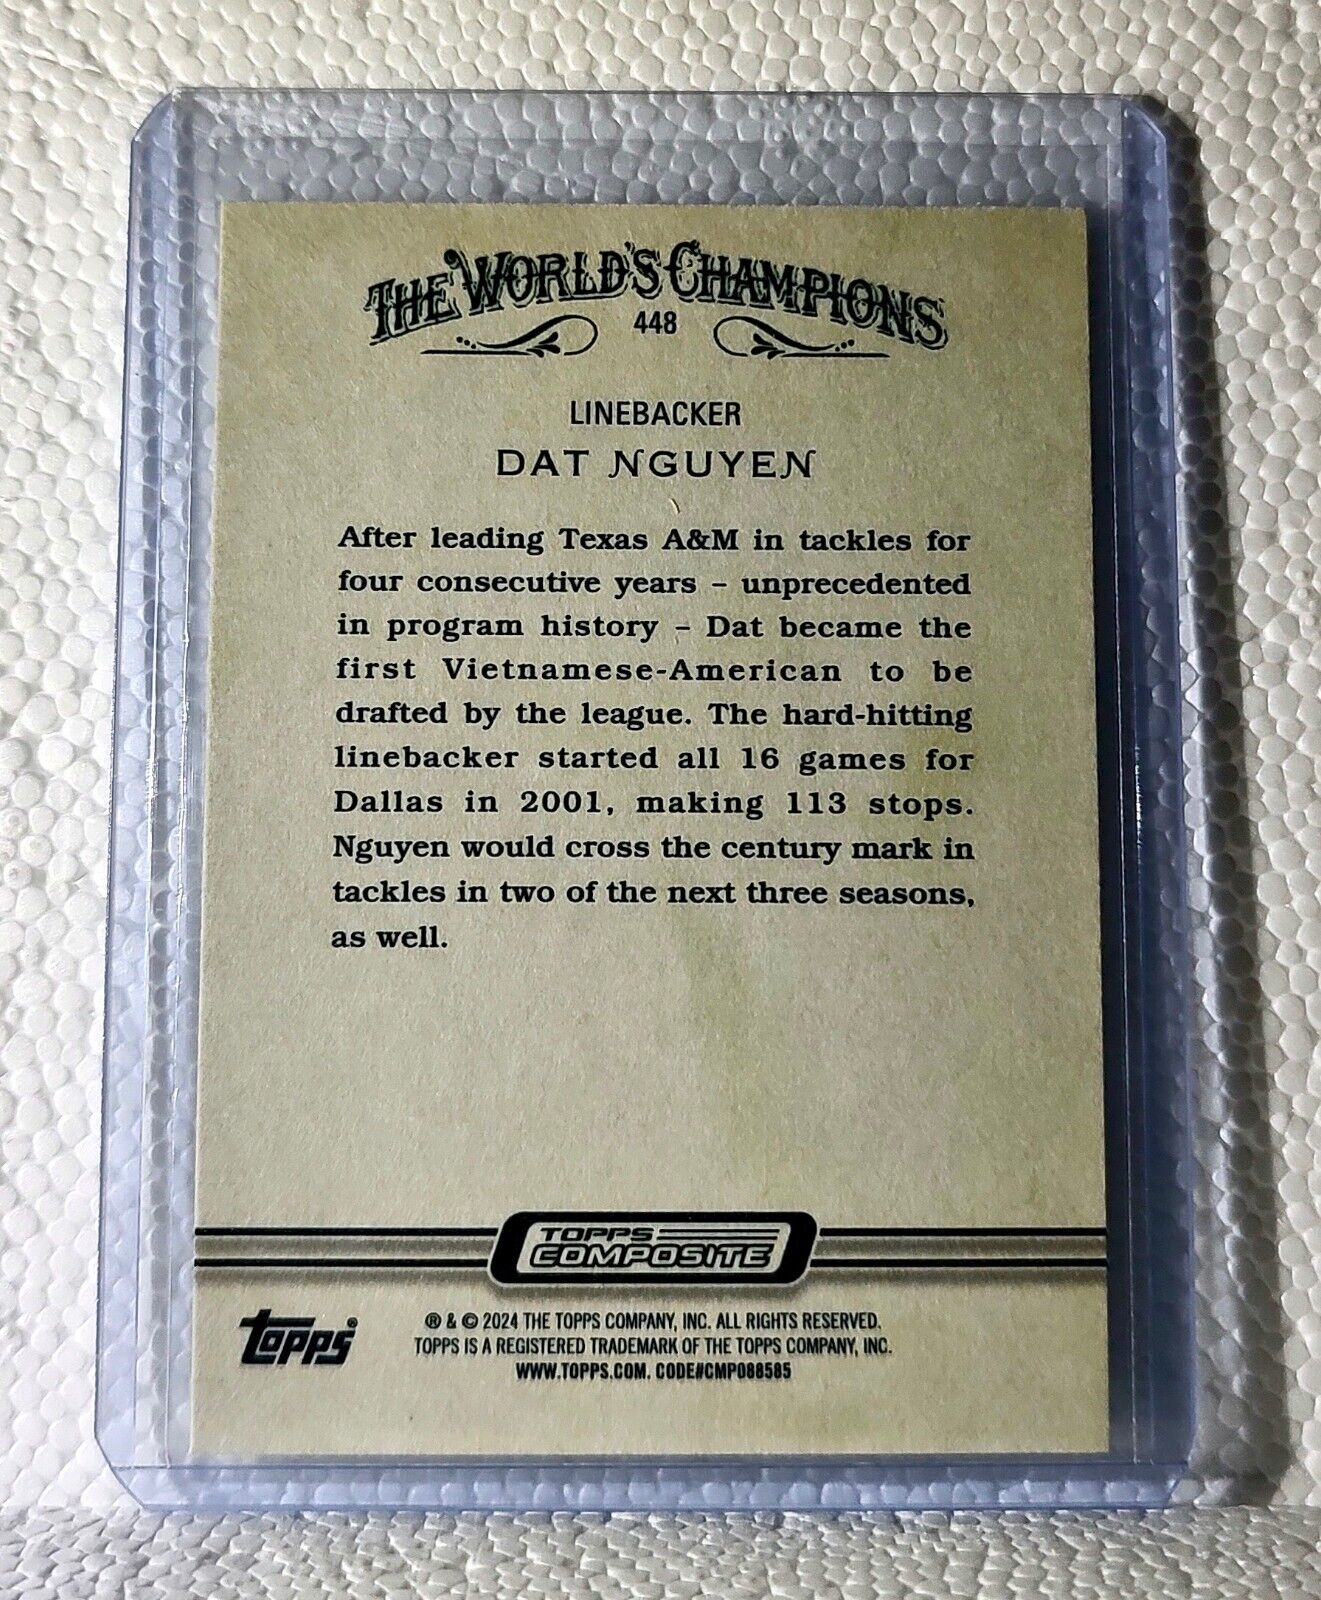 THE WORLD'S CHAMPIONS
448
LINEBACKER
DAT NGUYEN
After leading Texas A&M in tackles for
four consecutive years – unprecedented
in program history – Dat became the
first Vietnamese-American to be
drafted by the league. The hard-hitting
linebacker started all 16 games for
Dallas in 2001, making 113 stops.
Nguyen would cross the century mark in
tackles in two of the next three seasons,
as well.
TOPPS
COMPOSITE
topps®
® & © 2024 THE TOPPS COMPANY, INC. ALL RIGHTS RESERVED.
TOPPS IS A REGISTERED TRADEMARK OF THE TOPPS COMPANY, INC.
WWW.TOPPS.COM. CODE#CMP088585